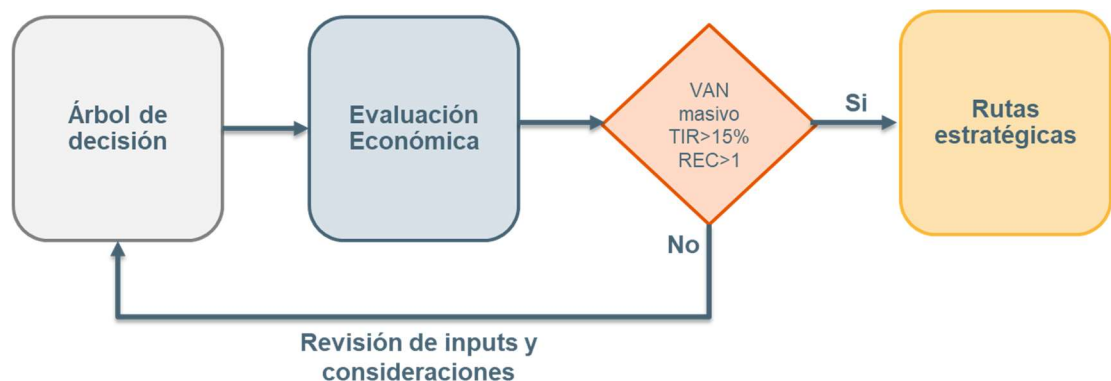 Árbol de
decisión
Evaluación
Económica
VAN
masivo
TIR>15%
REC>1
Si
Rutas
estratégicas
No
Revisión de inputs y
consideraciones